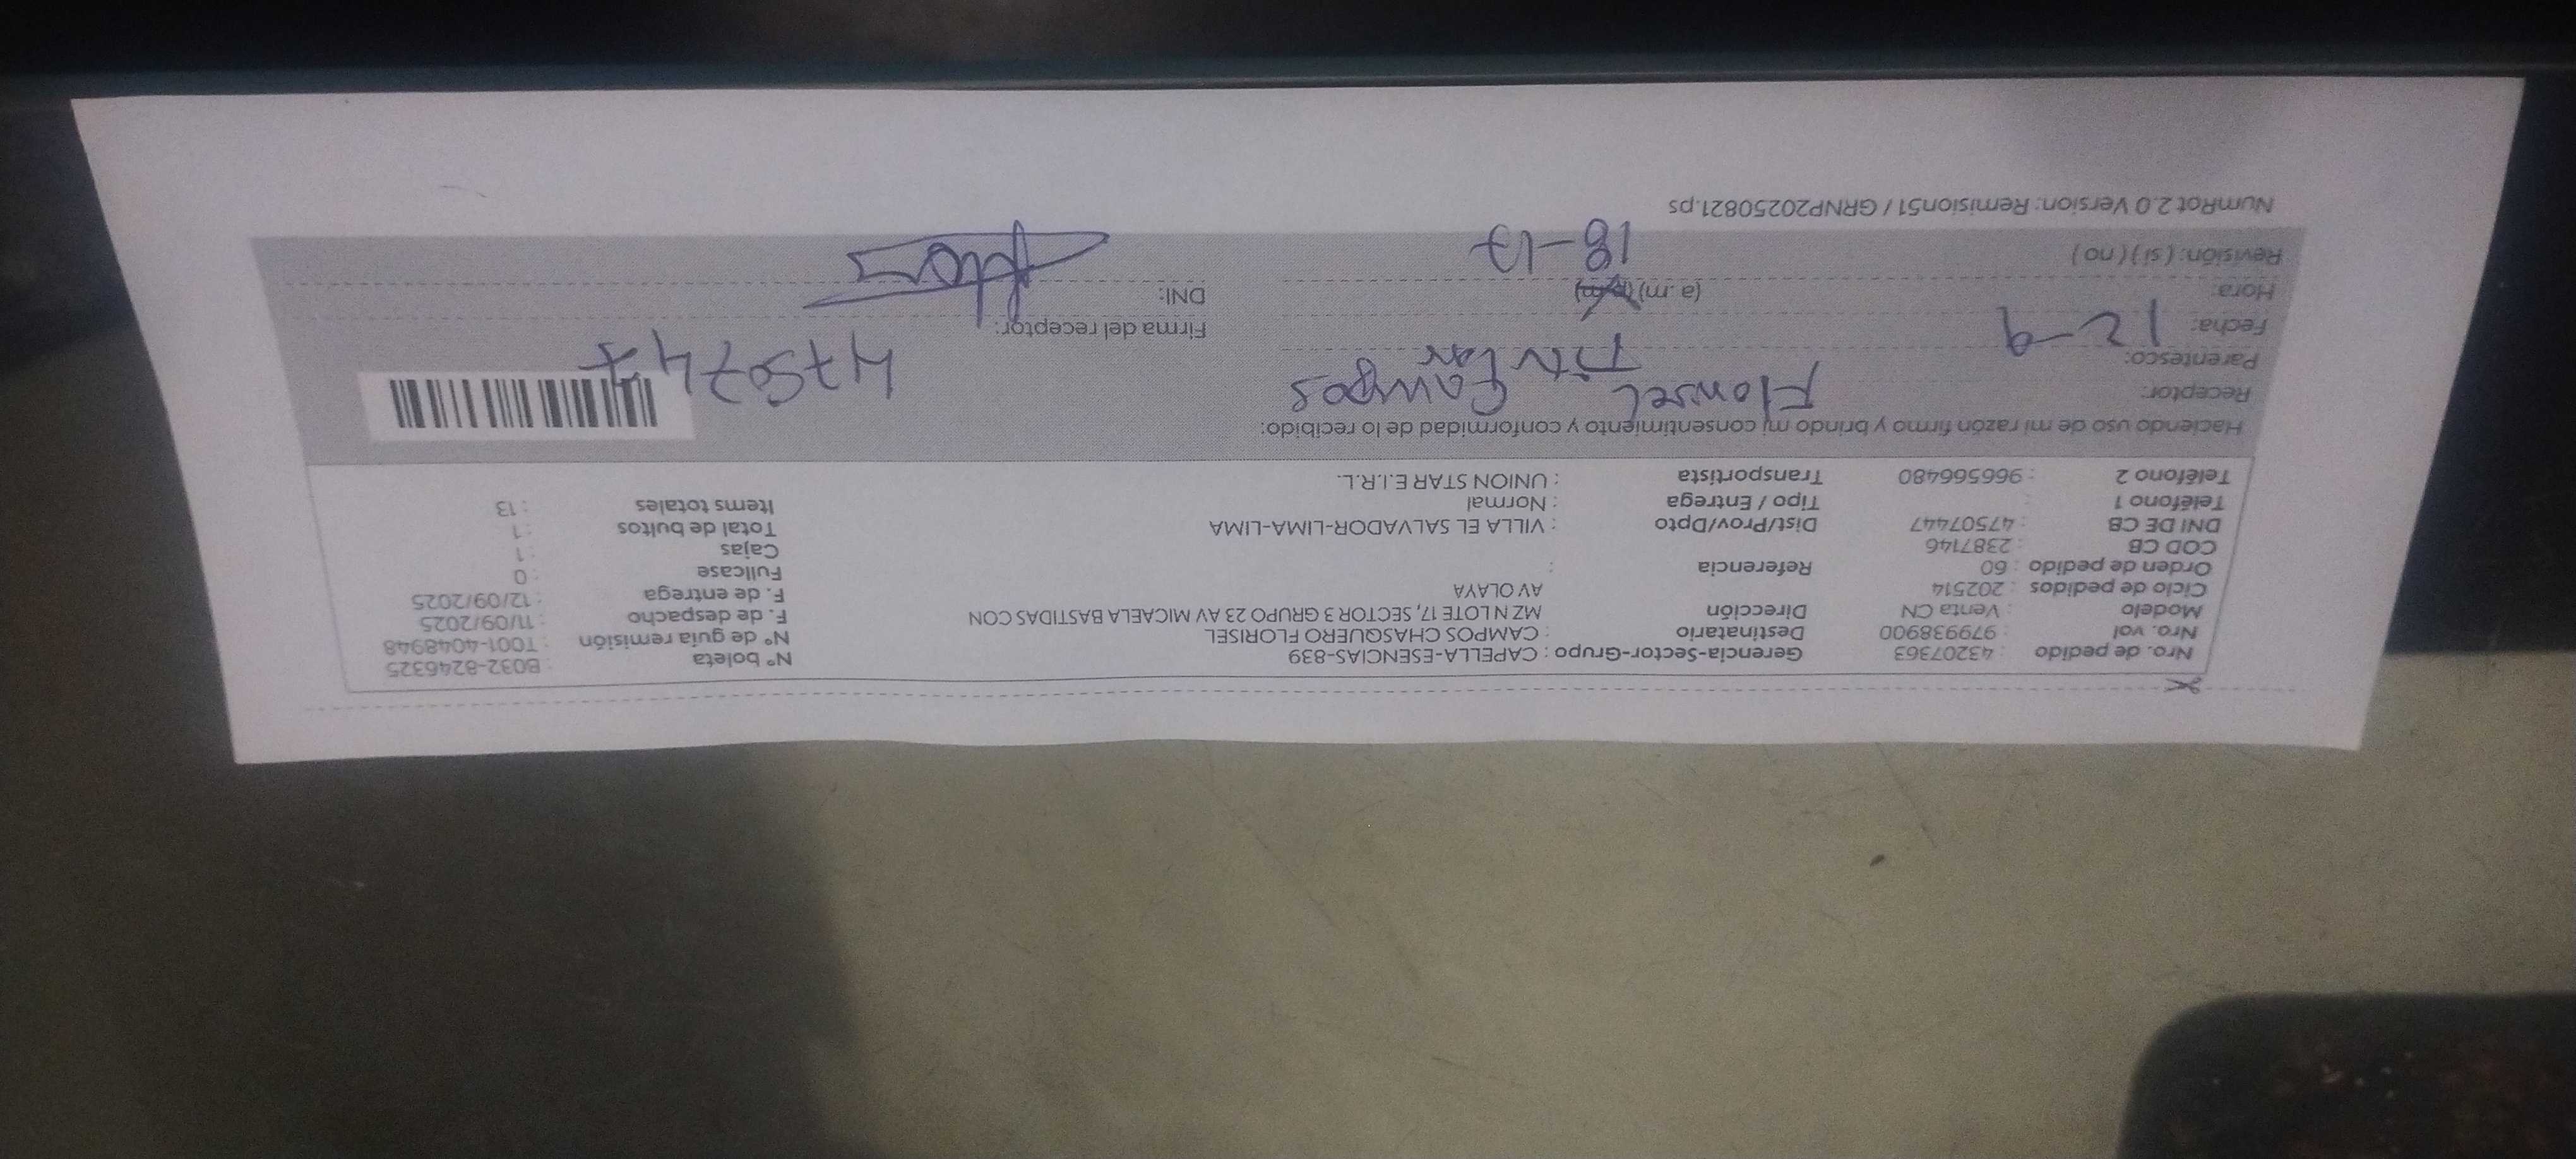 Nro. de pedido : 43207363 Gerencia-Sector-Grupo : CAPELLA-ESENCIAS-839 N° boleta : B032-8246325
Nro. vol : 979938900 Destinatario : CAMPOS CHASQUERO FLORISEL N° de guía remisión : T001-4048948
Modelo : Venta CN Dirección MZ N LOTE 17, SECTOR 3 GRUPO 23 AV MICAELA BASTIDAS CON F. de despacho : 11/09/2025
Ciclo de pedidos : 202514 AV OLAYA F. de entrega : 12/09/2025
Orden de pedido : 60 Referencia : Fullcase : 0
COD CB : 2387146 Cajas : 1
DNI DE CB : 47507447 Dist/Prov/Dpto : VILLA EL SALVADOR-LIMA-LIMA Total de bultos : 1
Teléfono 1 : Tipo / Entrega : Normal Items totales : 13
Teléfono 2 : 966566480 Transportista : UNION STAR E.I.R.L.
Haciendo uso de mi razón firmo y brindo mi consentimiento y conformidad de lo recibido:
Receptor: Florisel Campos
Parentesco: Titular 4750744
Fecha: 12-9 Firma del receptor:
Hora: (a.m) (p.m) DNI:
Revisión: ( si ) ( no ) 18-17
NumRot 2.0 Version: Remision51 / GRNP20250821.ps